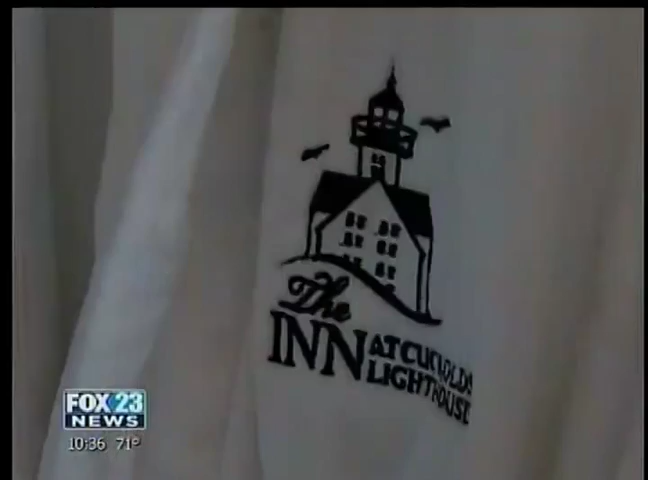 The
INN AT CUCKOLDS
LIGHTHOUSE
FOX 23
NEWS
10:36 71°